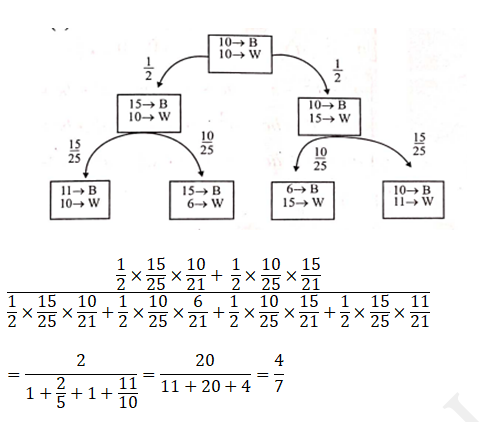 10→ B
10→ W
1/2
1/2
15→ B
10→ W
10→ B
15→ W
15/25
10/25
10/25
15/25
11→ B
10→ W
15→ B
6→ W
6→ B
15→ W
10→ B
11→ W
1/2 × 15/25 × 10/21 + 1/2 × 10/25 × 15/21
1/2 × 15/25 × 10/21 + 1/2 × 10/25 × 6/21 + 1/2 × 10/25 × 15/21 + 1/2 × 15/25 × 11/21
= 2/(1 + 2/5 + 1 + 11/10) = 20/(11 + 20 + 4) = 4/7